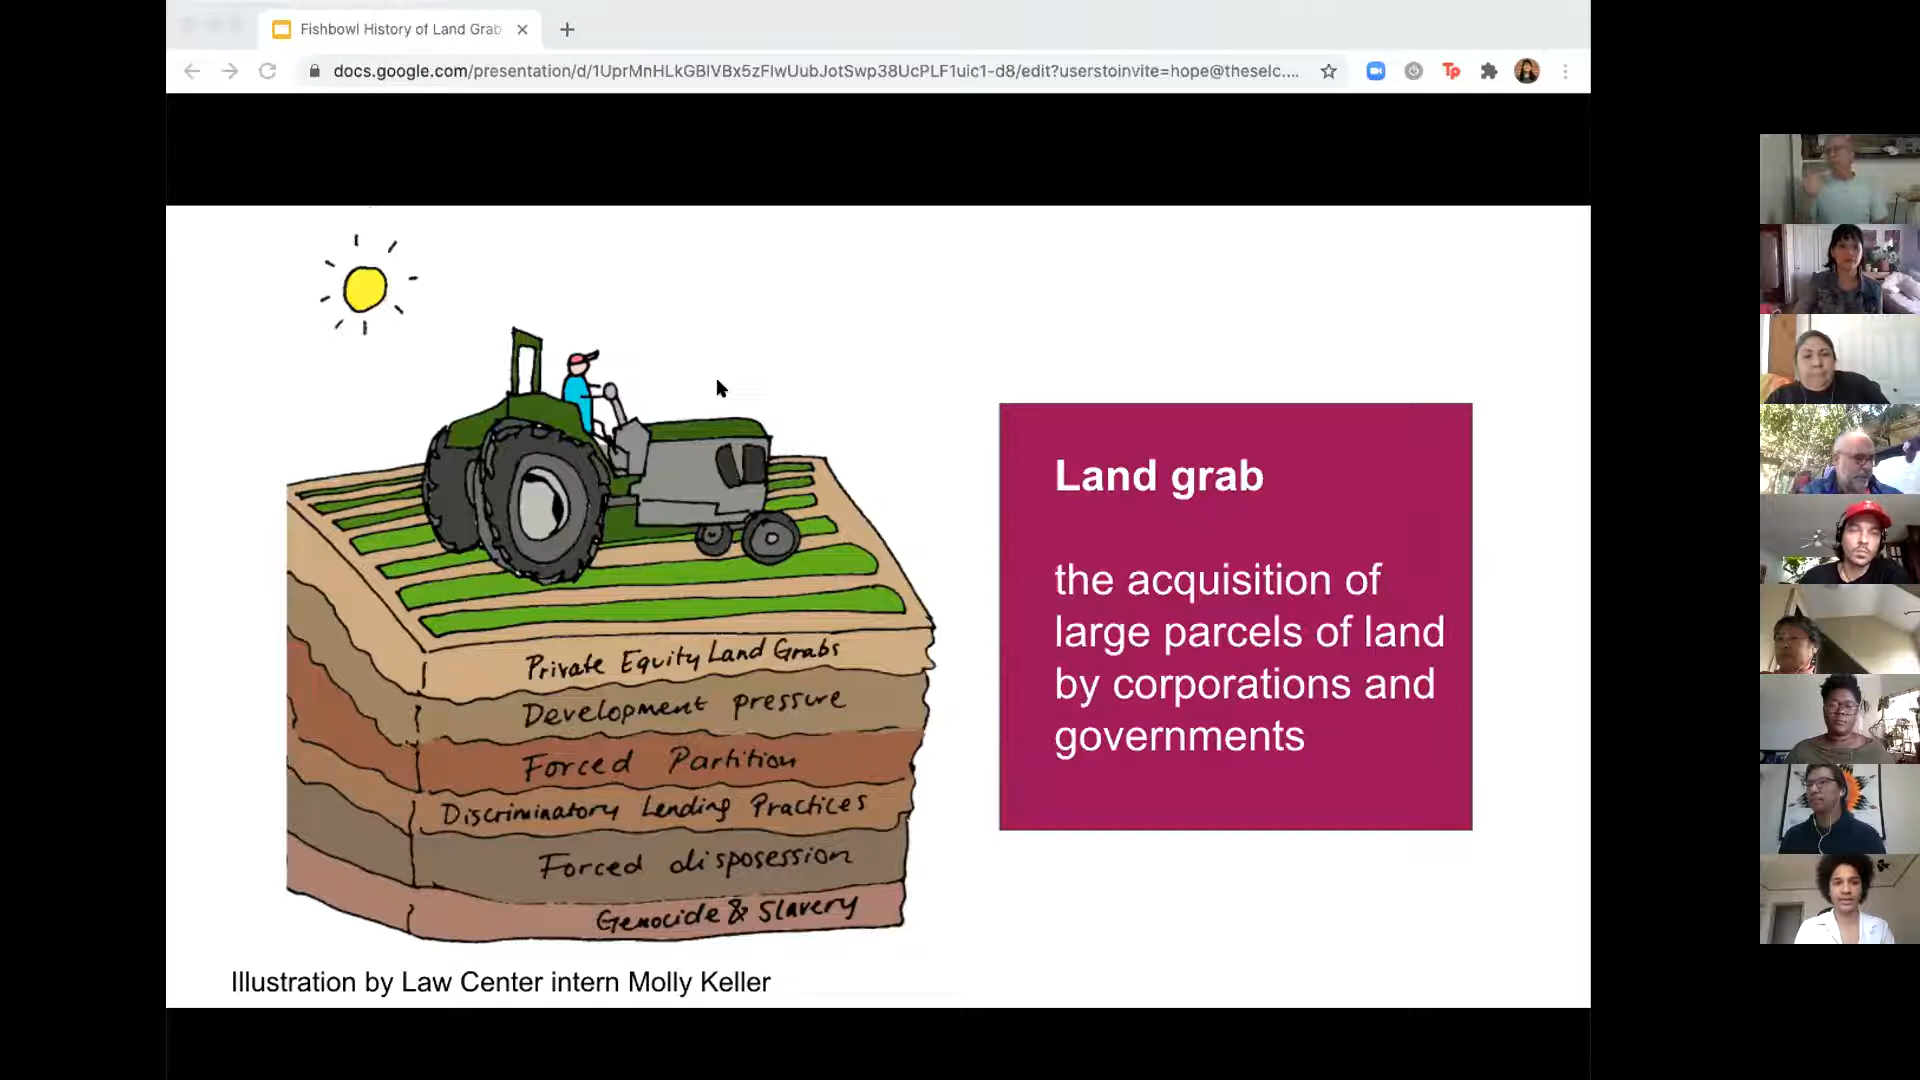 Fishbowl History of Land Grab
docs.google.com/presentation/d/1UprMnHLkGBlVBx5zFlwUubJotSwp38UcPLF1uic1-d8/edit?userstoinvite=hope@theselc....
Tp
Private Equity Land Grabs
Development pressure
Forced Partition
Discriminatory Lending Practices
Forced disposession
Genocide & Slavery
Illustration by Law Center intern Molly Keller
Land grab
the acquisition of
large parcels of land
by corporations and
governments